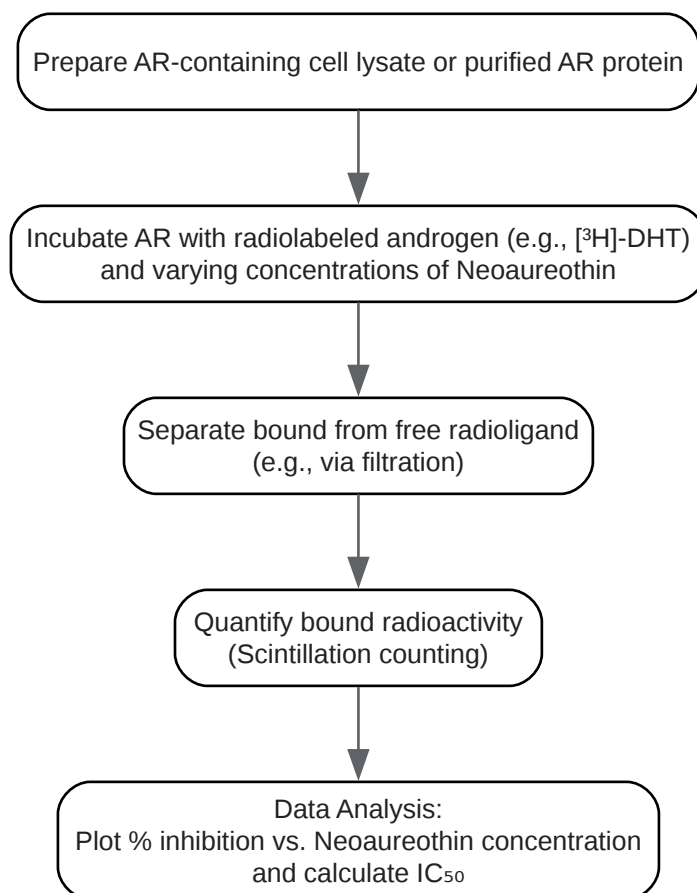 Prepare AR-containing cell lysate or purified AR protein
Incubate AR with radiolabeled androgen (e.g., [³H]-DHT)
and varying concentrations of Neoaureothin
Separate bound from free radioligand
(e.g., via filtration)
Quantify bound radioactivity
(Scintillation counting)
Data Analysis:
Plot % inhibition vs. Neoaureothin concentration
and calculate IC₅₀